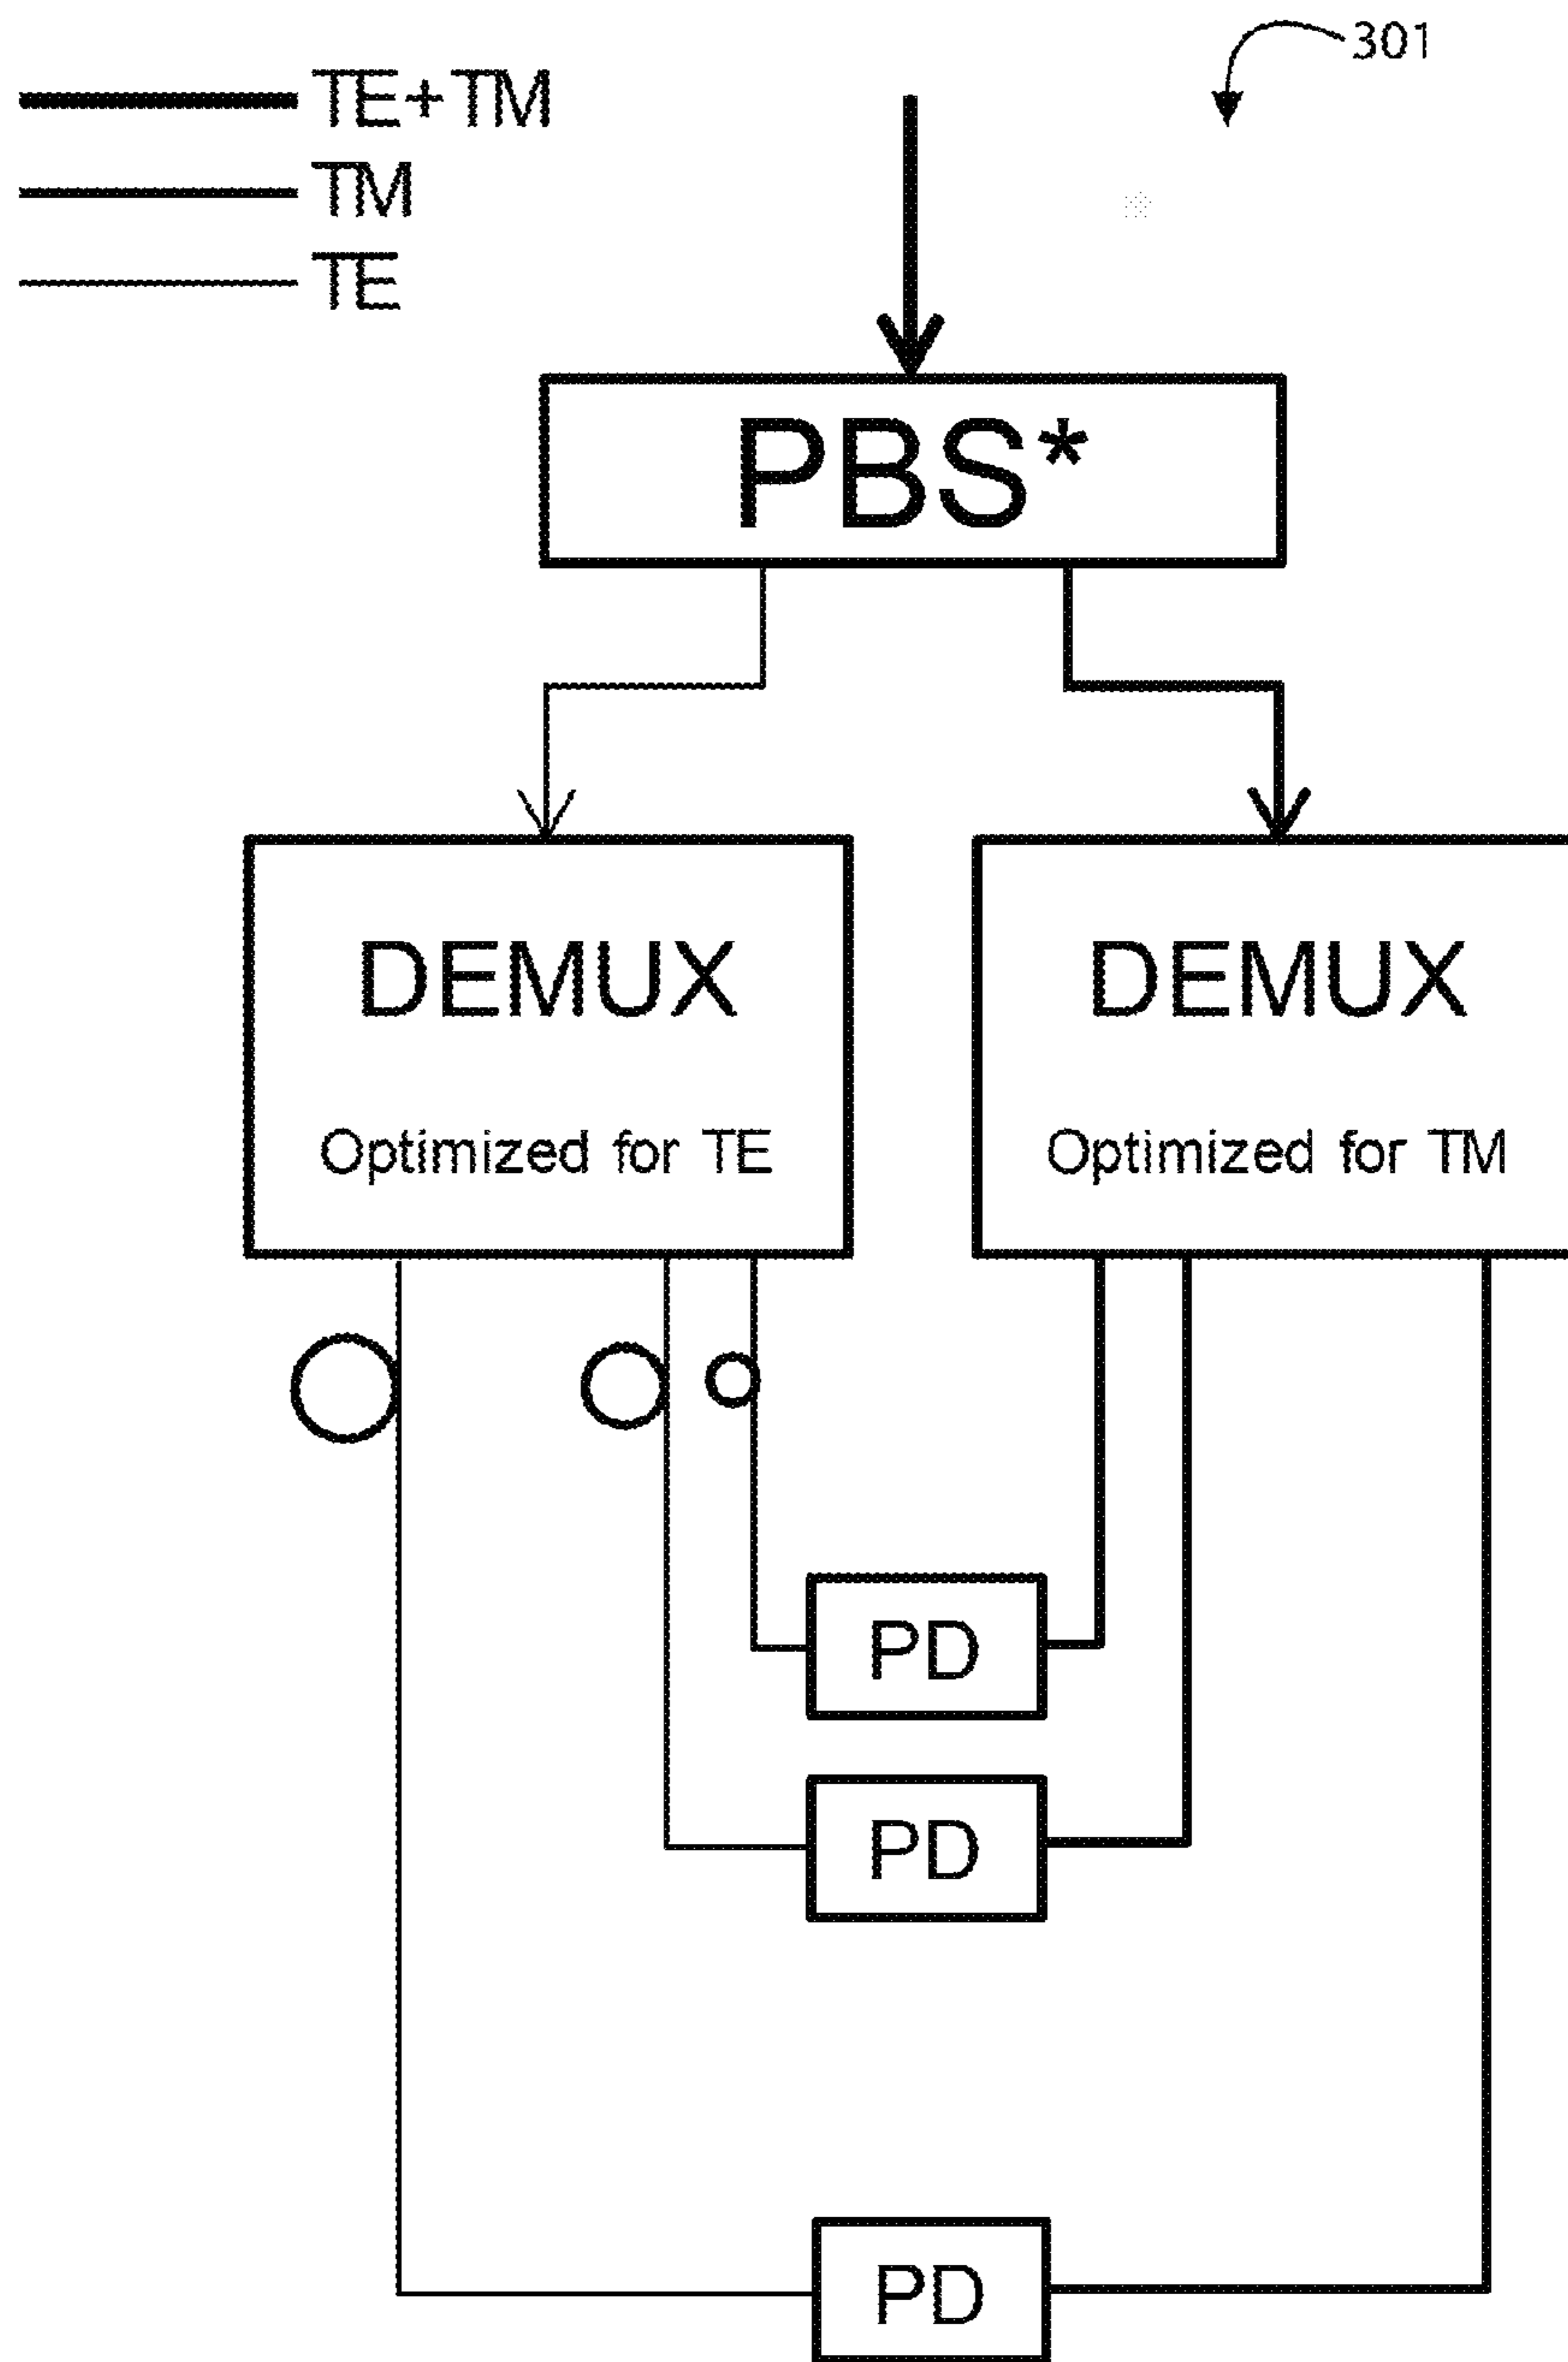 301
TE+TM
TM
TE
PBS*
DEMUX
Optimized for TE
DEMUX
Optimized for TM
PD
PD
PD